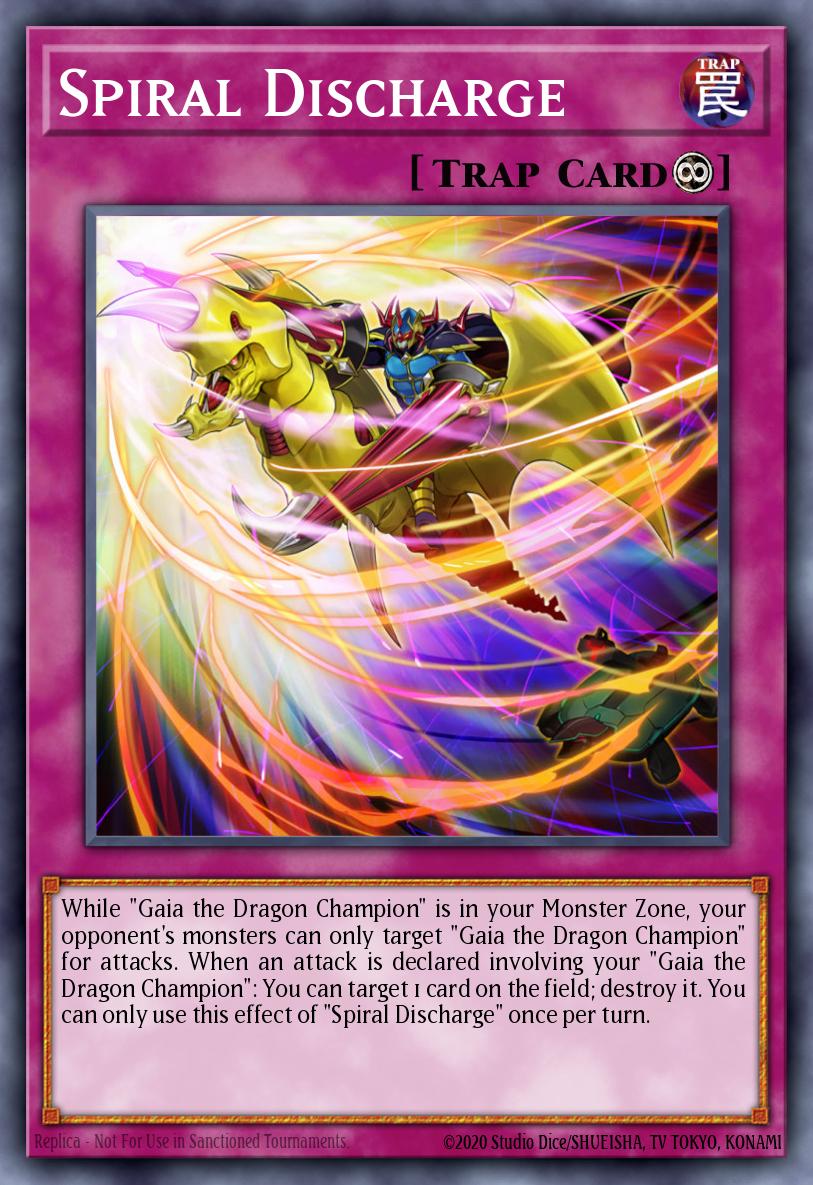 Spiral Discharge
TRAP
罠
[ Trap Card ]
While "Gaia the Dragon Champion" is in your Monster Zone, your
opponent's monsters can only target "Gaia the Dragon Champion"
for attacks. When an attack is declared involving your "Gaia the
Dragon Champion": You can target 1 card on the field; destroy it. You
can only use this effect of "Spiral Discharge" once per turn.
Replica - Not For Use in Sanctioned Tournaments.
©2020 Studio Dice/SHUEISHA, TV TOKYO, KONAMI